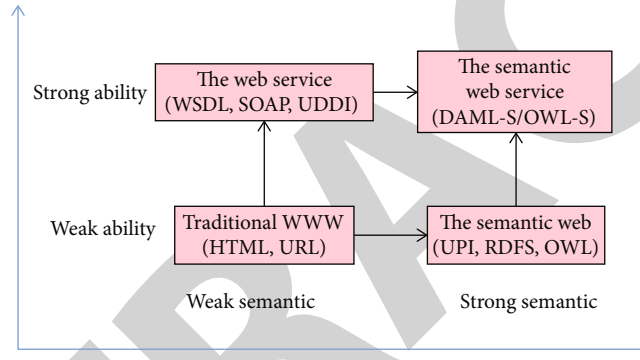 Strong ability
The web service
(WSDL, SOAP, UDDI)
The semantic
web service
(DAML-S/OWL-S)
Weak ability
Traditional WWW
(HTML, URL)
The semantic web
(UPI, RDFS, OWL)
Weak semantic
Strong semantic